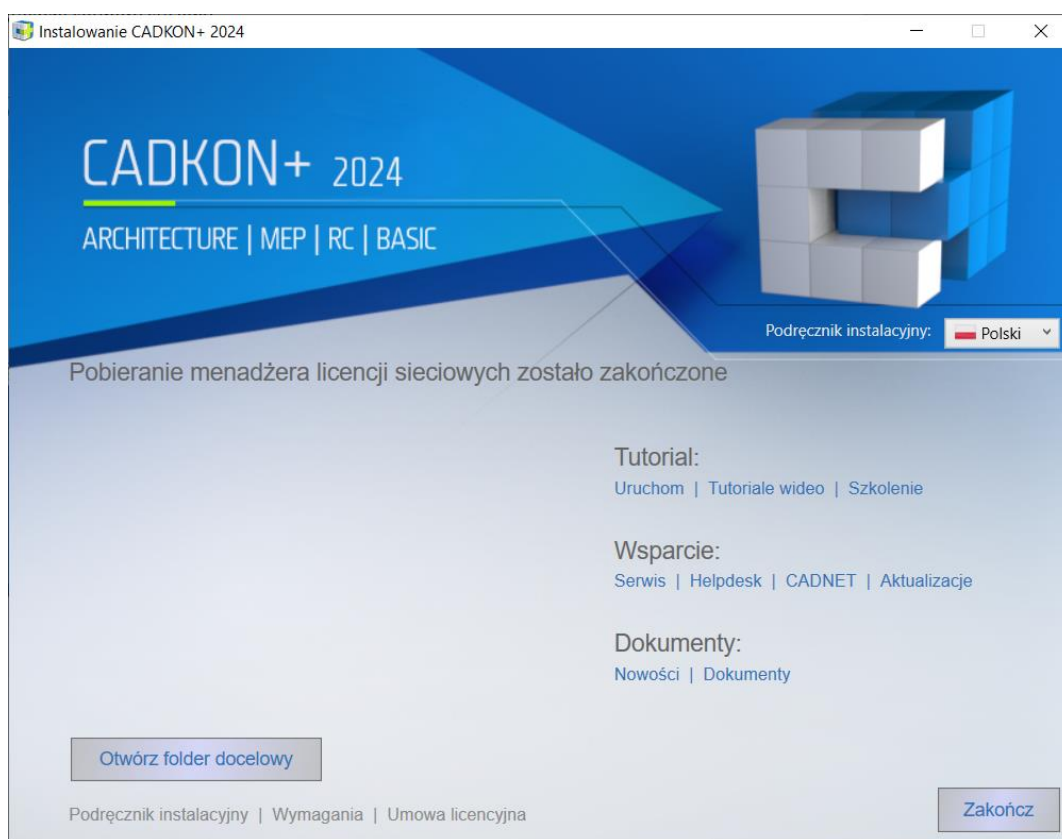 Instalowanie CADKON+ 2024
CADKON+ 2024
ARCHITECTURE | MEP | RC | BASIC
Podręcznik instalacyjny: Polski
Pobieranie menadżera licencji sieciowych zostało zakończone
Tutorial:
Uruchom | Tutoriale wideo | Szkolenie
Wsparcie:
Serwis | Helpdesk | CADNET | Aktualizacje
Dokumenty:
Nowości | Dokumenty
Otwórz folder docelowy
Podręcznik instalacyjny | Wymagania | Umowa licencyjna
Zakończ